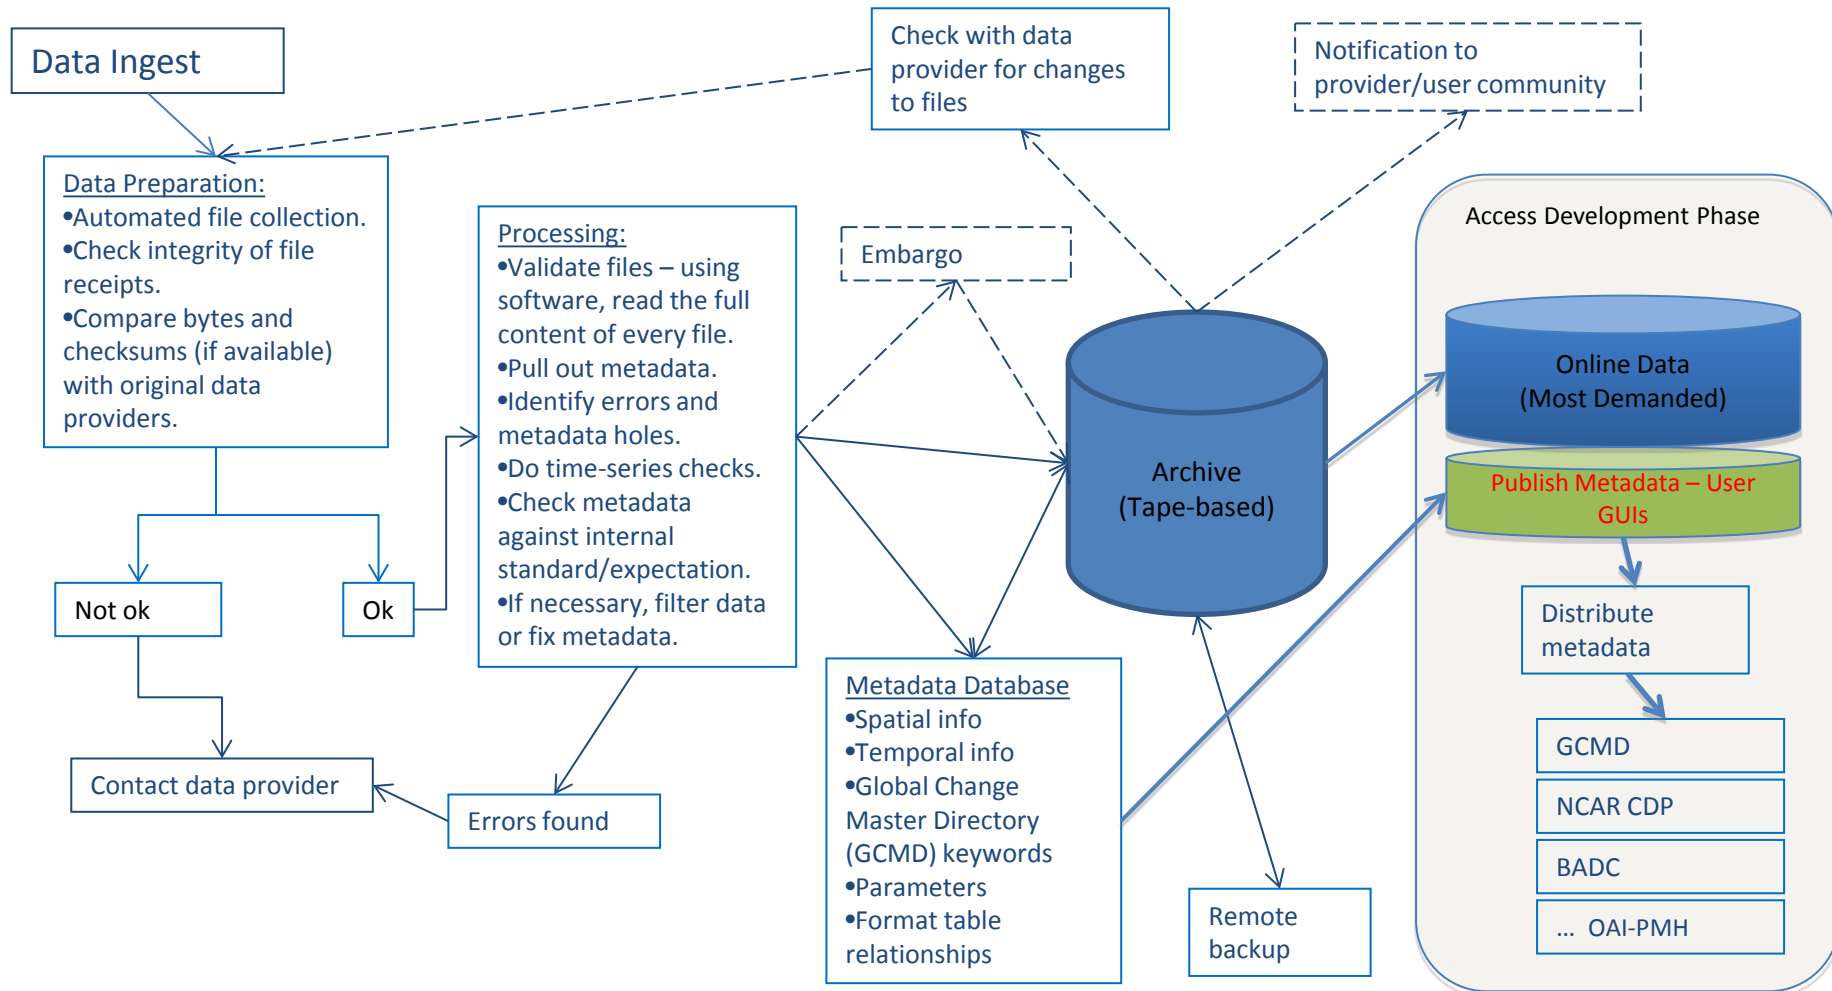 Data Ingest
Check with data
provider for changes
to files
Notification to
provider/user community
Data Preparation:
•Automated file collection.
•Check integrity of file
receipts.
•Compare bytes and
checksums (if available)
with original data
providers.
Not ok
Ok
Contact data provider
Errors found
Processing:
•Validate files – using
software, read the full
content of every file.
•Pull out metadata.
•Identify errors and
metadata holes.
•Do time-series checks.
•Check metadata
against internal
standard/expectation.
•If necessary, filter data
or fix metadata.
Embargo
Archive
(Tape-based)
Metadata Database
•Spatial info
•Temporal info
•Global Change
Master Directory
(GCMD) keywords
•Parameters
•Format table
relationships
Remote
backup
Access Development Phase
Online Data
(Most Demanded)
Publish Metadata – User
GUIs
Distribute
metadata
GCMD
NCAR CDP
BADC
... OAI-PMH